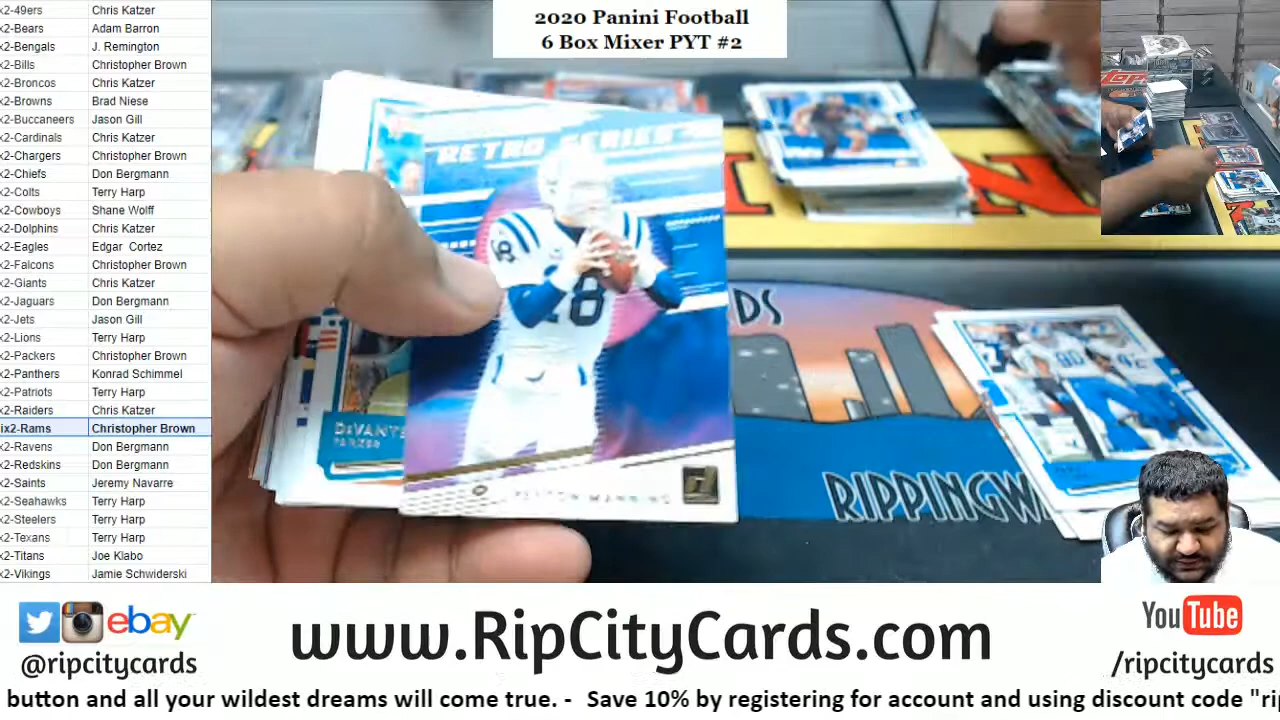 x2-49ers Chris Katzer
x2-Bears Adam Barron
x2-Bengals J. Remington
x2-Bills Christopher Brown
x2-Broncos Chris Katzer
x2-Browns Brad Niese
x2-Buccaneers Jason Gill
x2-Cardinals Chris Katzer
x2-Chargers Christopher Brown
x2-Chiefs Don Bergmann
x2-Colts Terry Harp
x2-Cowboys Shane Wolff
x2-Dolphins Chris Katzer
x2-Eagles Edgar Cortez
x2-Falcons Christopher Brown
x2-Giants Chris Katzer
x2-Jaguars Don Bergmann
x2-Jets Jason Gill
x2-Lions Terry Harp
x2-Packers Christopher Brown
x2-Panthers Konrad Schimmel
x2-Patriots Terry Harp
x2-Raiders Chris Katzer
ix2-Rams Christopher Brown
x2-Ravens Don Bergmann
x2-Redskins Don Bergmann
x2-Saints Jeremy Navarre
x2-Seahawks Terry Harp
x2-Steelers Terry Harp
x2-Texans Terry Harp
x2-Titans Joe Klabo
x2-Vikings Jamie Schwiderski
2020 Panini Football
6 Box Mixer PYT #2
RETRO SERIES
18
DEVANTE
PARKER
PEYTON MANNING
DS
RIPPINGW
ebay
@ripcitycards
www.RipCityCards.com
YouTube
/ripcitycards
button and all your wildest dreams will come true. - Save 10% by registering for account and using discount code "rip